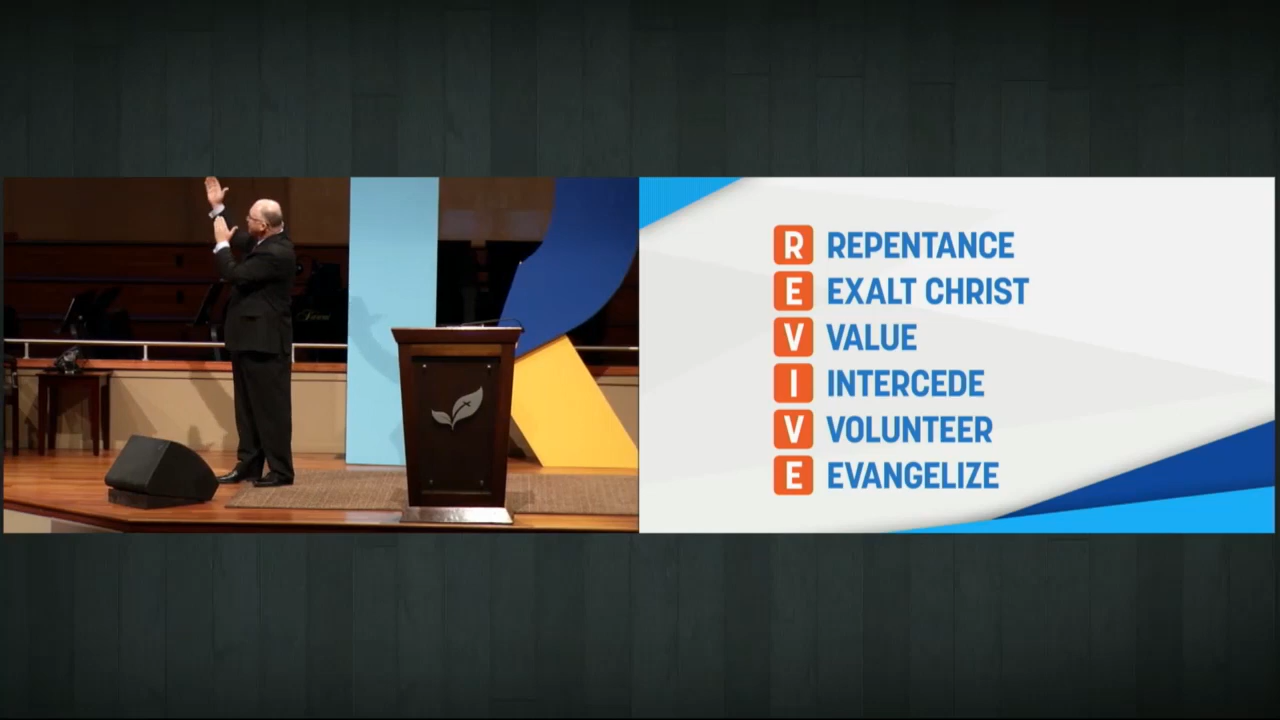 R REPENTANCE
E EXALT CHRIST
V VALUE
I INTERCEDE
V VOLUNTEER
E EVANGELIZE